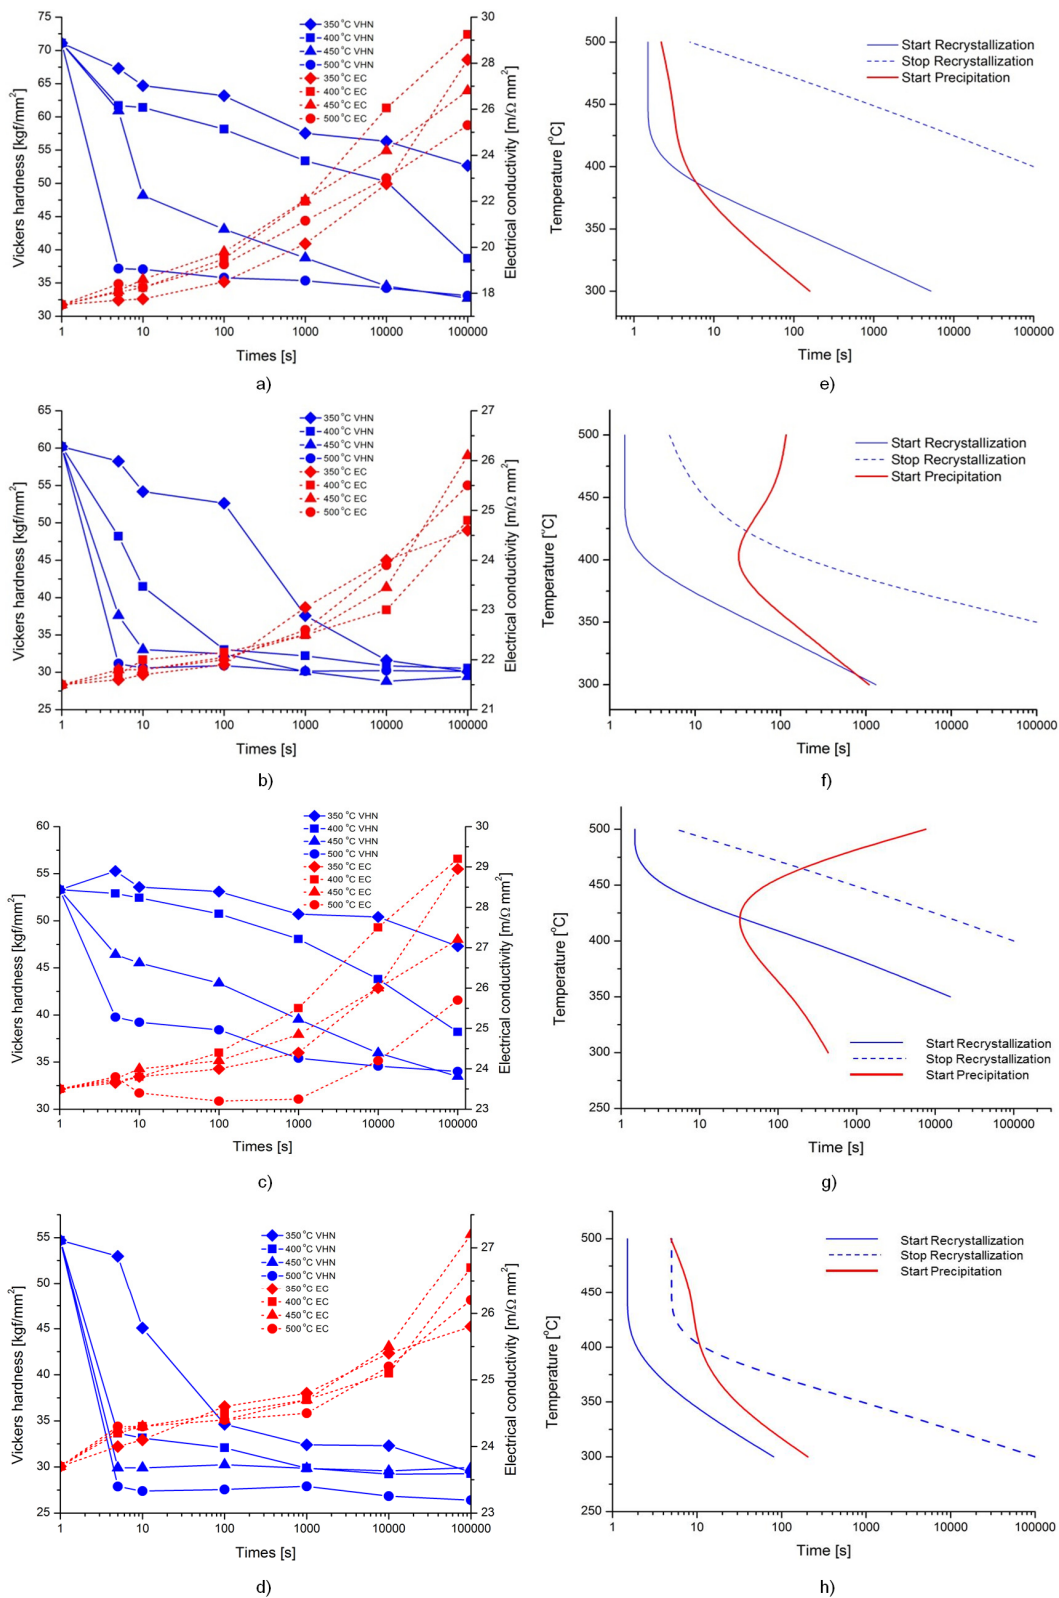 75
70
65
60
55
50
45
40
35
30
30
28
26
24
22
20
18
Vickers hardness [kgf/mm²]
Electrical conductivity [m/Ω mm²]
350 °C VHN
400 °C VHN
450 °C VHN
500 °C VHN
350 °C EC
400 °C EC
450 °C EC
500 °C EC
1 10 100 1000 10000 100000
Times [s]
a)
500
450
400
350
300
Temperature [°C]
Start Recrystallization
Stop Recrystallization
Start Precipitation
1 10 100 1000 10000 100000
Time [s]
e)
65
60
55
50
45
40
35
30
25
27
26
25
24
23
22
21
Vickers hardness [kgf/mm²]
Electrical conductivity [m/Ω mm²]
350 °C VHN
400 °C VHN
450 °C VHN
500 °C VHN
350 °C EC
400 °C EC
450 °C EC
500 °C EC
1 10 100 1000 10000 100000
Times [s]
b)
500
450
400
350
300
Temperature [°C]
Start Recrystallization
Stop Recrystallization
Start Precipitation
1 10 100 1000 10000 100000
Time [s]
f)
60
55
50
45
40
35
30
30
29
28
27
26
25
24
23
Vickers hardness [kgf/mm²]
Electrical conductivity [m/Ω mm²]
350 °C VHN
400 °C VHN
450 °C VHN
500 °C VHN
350 °C EC
400 °C EC
450 °C EC
500 °C EC
1 10 100 1000 10000 100000
Times [s]
c)
500
450
400
350
300
250
Temperature [°C]
Start Recrystallization
Stop Recrystallization
Start Precipitation
1 10 100 1000 10000 100000
Time [s]
g)
55
50
45
40
35
30
25
27
26
25
24
23
Vickers hardness [kgf/mm²]
Electrical conductivity [m/Ω mm²]
350 °C VHN
400 °C VHN
450 °C VHN
500 °C VHN
350 °C EC
400 °C EC
450 °C EC
500 °C EC
1 10 100 1000 10000 100000
Times [s]
d)
500
450
400
350
300
250
Temperature [°C]
Start Recrystallization
Stop Recrystallization
Start Precipitation
1 10 100 1000 10000 100000
Time [s]
h)